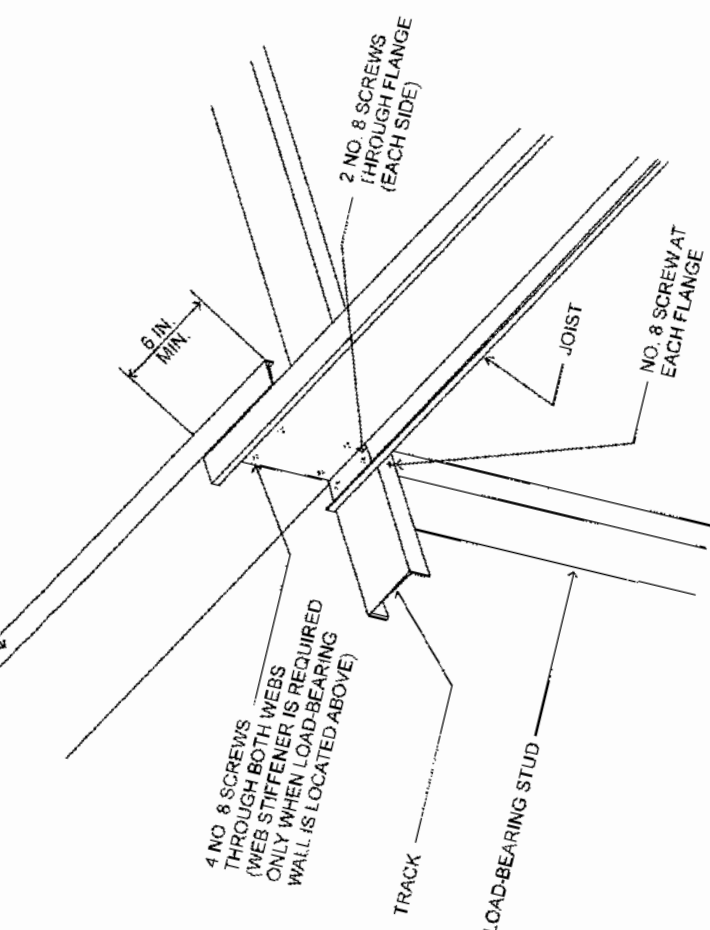 2 NO. 8 SCREWS
THROUGH FLANGE
(EACH SIDE)
6 IN.
MIN.
JOIST
NO. 8 SCREW AT
EACH FLANGE
4 NO 8 SCREWS
THROUGH BOTH WEBS
(WEB STIFFENER IS REQUIRED
ONLY WHEN LOAD-BEARING
WALL IS LOCATED ABOVE)
TRACK
LOAD-BEARING STUD